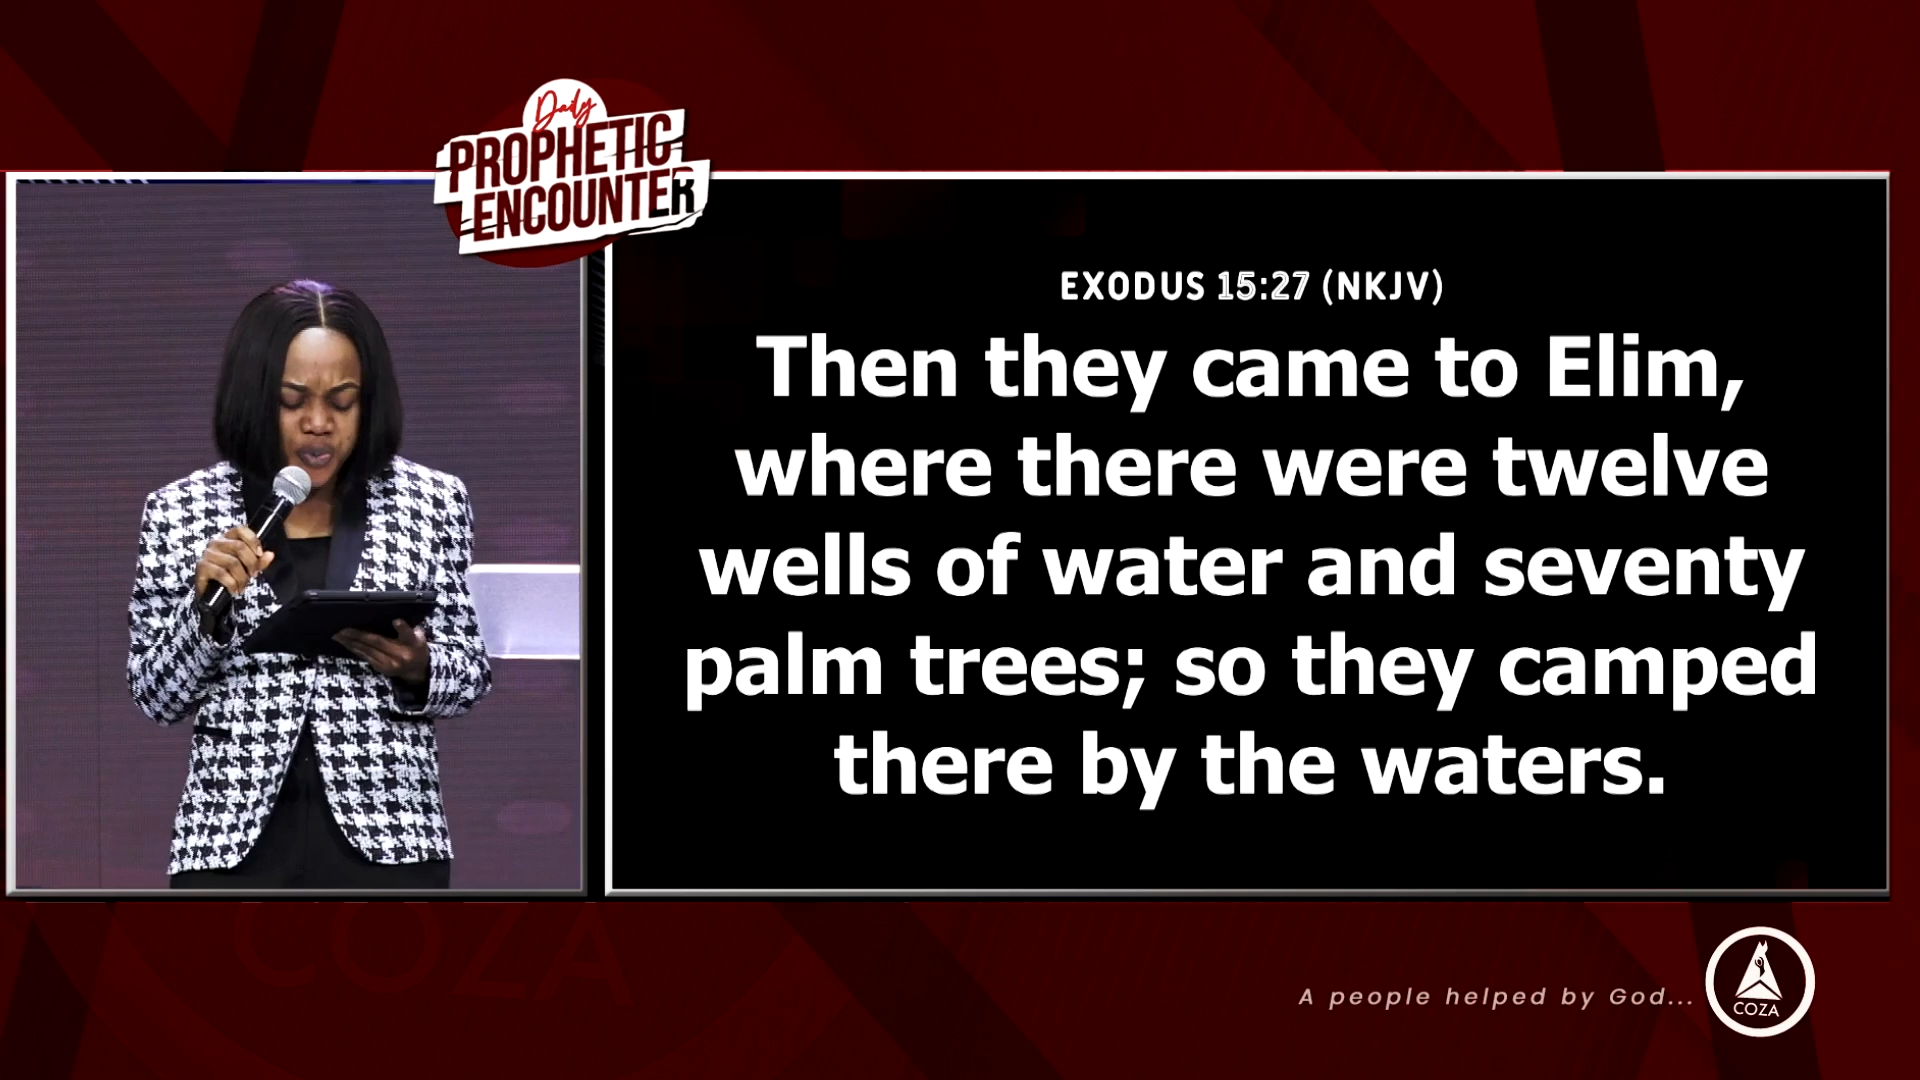 Daily
PROPHETIC
ENCOUNTER
EXODUS 15:27 (NKJV)
Then they came to Elim,
where there were twelve
wells of water and seventy
palm trees; so they camped
there by the waters.
COZA
A people helped by God...
COZA